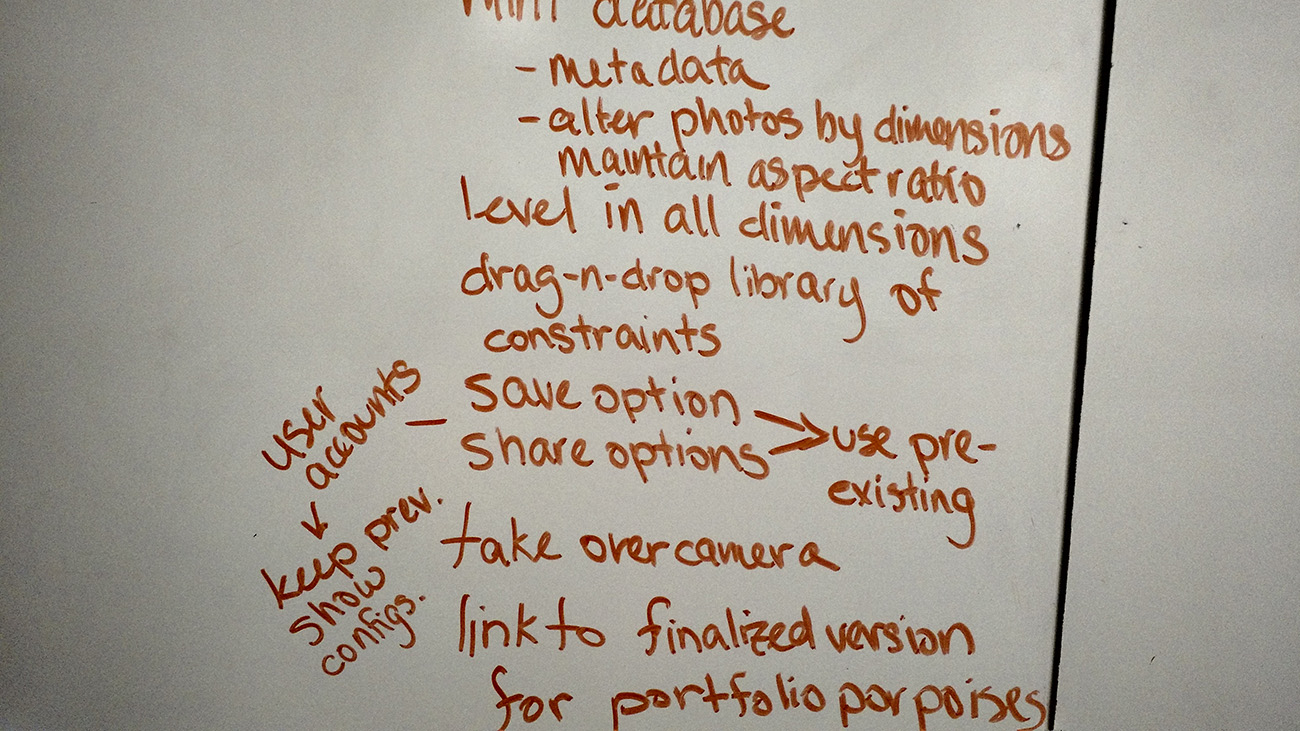 mini database
- metadata
- alter photos by dimensions
maintain aspect ratio
level in all dimensions
drag-n-drop library of
constraints
user
accounts
- save option
share options
> use pre-
existing
keep prev.
show
configs.
take over camera
link to finalized version
for portfolio porpoises